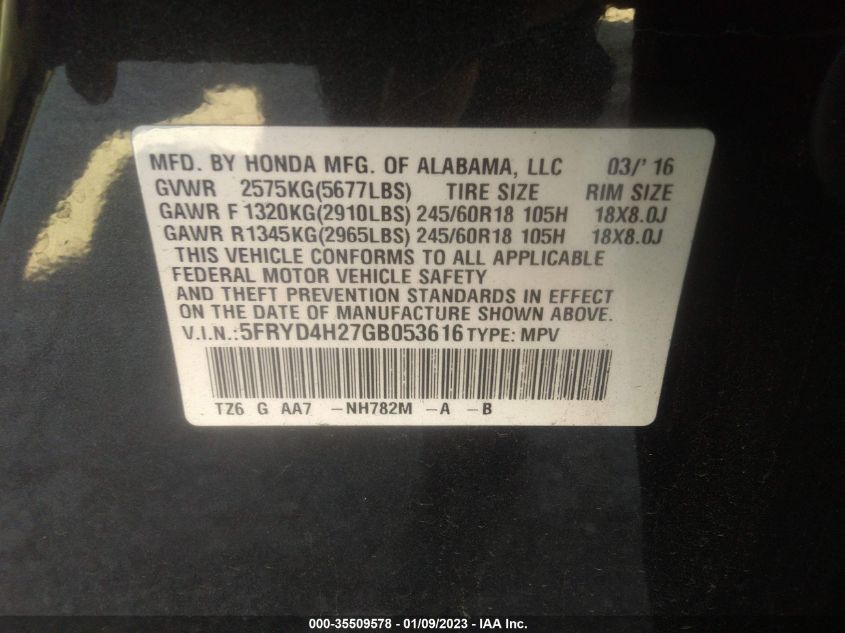 MFD. BY HONDA MFG. OF ALABAMA, LLC 03/' 16
GVWR 2575KG(5677LBS) TIRE SIZE RIM SIZE
GAWR F 1320KG(2910LBS) 245/60R18 105H 18X8.0J
GAWR R1345KG(2965LBS) 245/60R18 105H 18X8.0J
THIS VEHICLE CONFORMS TO ALL APPLICABLE
FEDERAL MOTOR VEHICLE SAFETY
AND THEFT PREVENTION STANDARDS IN EFFECT
ON THE DATE OF MANUFACTURE SHOWN ABOVE.
V.I.N.:5FRYD4H27GB053616 TYPE: MPV
TZ6 G AA7 -NH782M -A -B
000-35509578 - 01/09/2023 - IAA Inc.